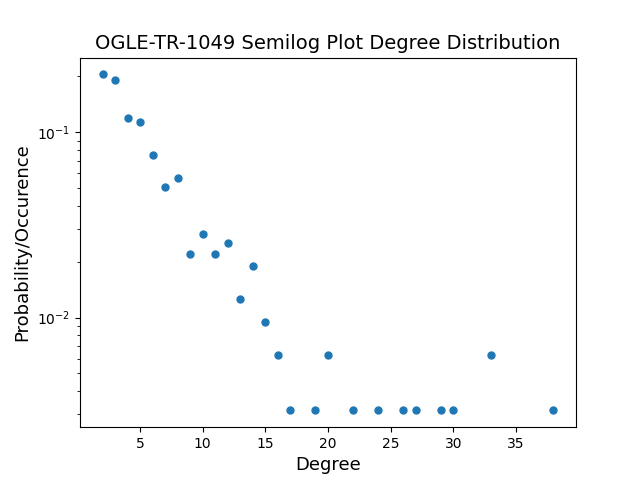 OGLE-TR-1049 Semilog Plot Degree Distribution
Probability/Occurence
10⁻¹
10⁻²
5 10 15 20 25 30 35
Degree